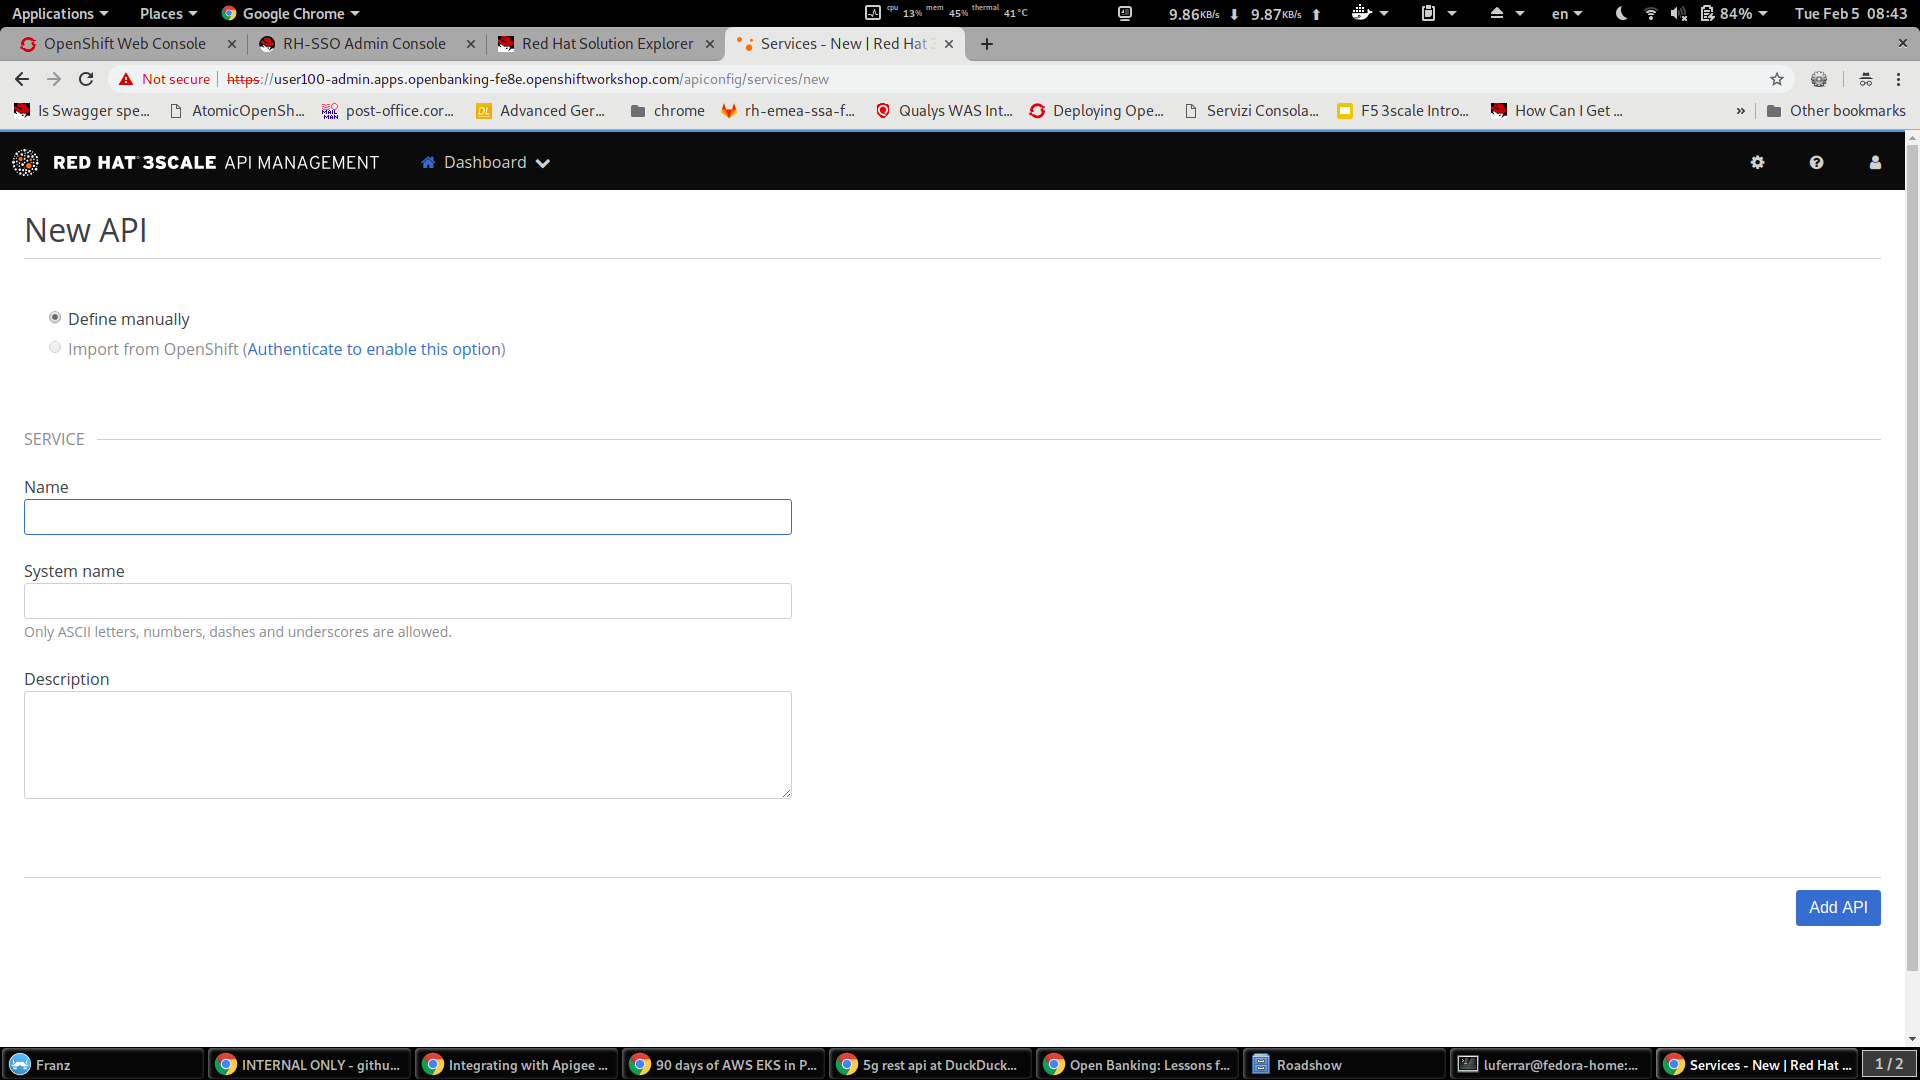 Applications Places Google Chrome cpu 13% mem 45% thermal 41°C 9.86KB/s 9.87KB/s en 84% Tue Feb 5 08:43
OpenShift Web Console RH-SSO Admin Console Red Hat Solution Explorer Services - New | Red Hat 3
Not secure https://user100-admin.apps.openbanking-fe8e.openshiftworkshop.com/apiconfig/services/new
Is Swagger spe... AtomicOpenSh... post-office.cor... DL Advanced Ger... chrome rh-emea-ssa-f... Qualys WAS Int... Deploying Ope... Servizi Consola... F5 3scale Intro... How Can I Get ... » Other bookmarks
RED HAT 3SCALE API MANAGEMENT Dashboard
New API
Define manually
Import from OpenShift (Authenticate to enable this option)
SERVICE
Name
System name
Only ASCII letters, numbers, dashes and underscores are allowed.
Description
Add API
Franz INTERNAL ONLY - githu... Integrating with Apigee ... 90 days of AWS EKS in P... 5g rest api at DuckDuck... Open Banking: Lessons f... Roadshow luferrar@fedora-home:... Services - New | Red Hat ... 1 / 2